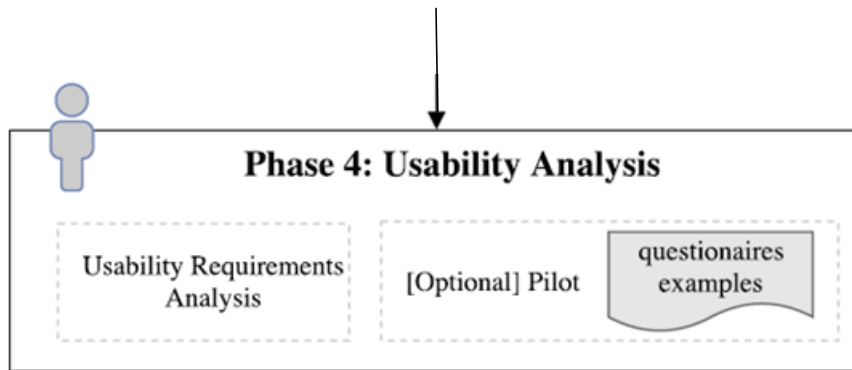 Phase 4: Usability Analysis
Usability Requirements
Analysis
[Optional] Pilot
questionaires
examples